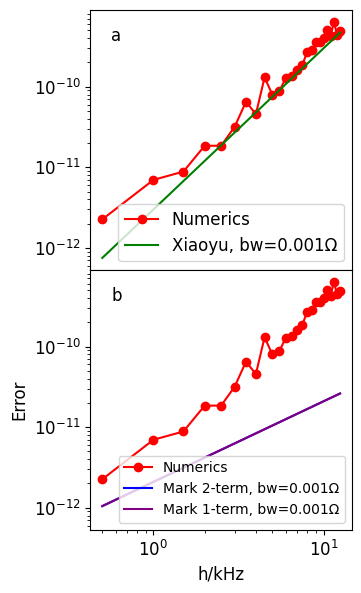 a
10⁻¹⁰
10⁻¹¹
10⁻¹²
Numerics
Xiaoyu, bw=0.001Ω
b
10⁻¹⁰
10⁻¹¹
10⁻¹²
Error
Numerics
Mark 2-term, bw=0.001Ω
Mark 1-term, bw=0.001Ω
10⁰
10¹
h/kHz